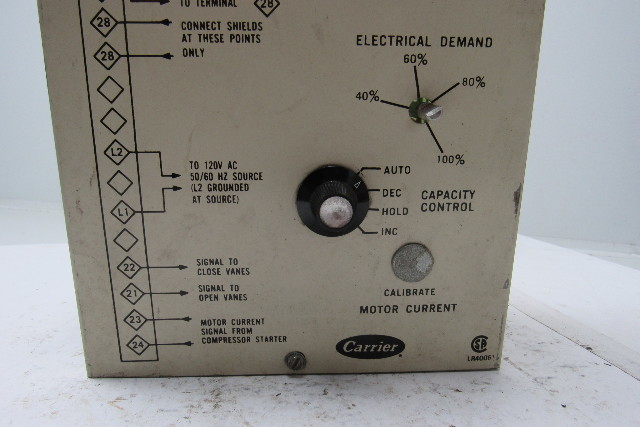 TO TERMINAL 28
28 CONNECT SHIELDS
AT THESE POINTS
28 ONLY
L2
TO 120V AC
50/60 HZ SOURCE
(L2 GROUNDED
AT SOURCE)
L1
22 SIGNAL TO
CLOSE VANES
21 SIGNAL TO
OPEN VANES
23 MOTOR CURRENT
SIGNAL FROM
24 COMPRESSOR STARTER
ELECTRICAL DEMAND
60%
80%
40%
100%
AUTO
DEC
HOLD
INC
CAPACITY
CONTROL
CALIBRATE
MOTOR CURRENT
Carrier